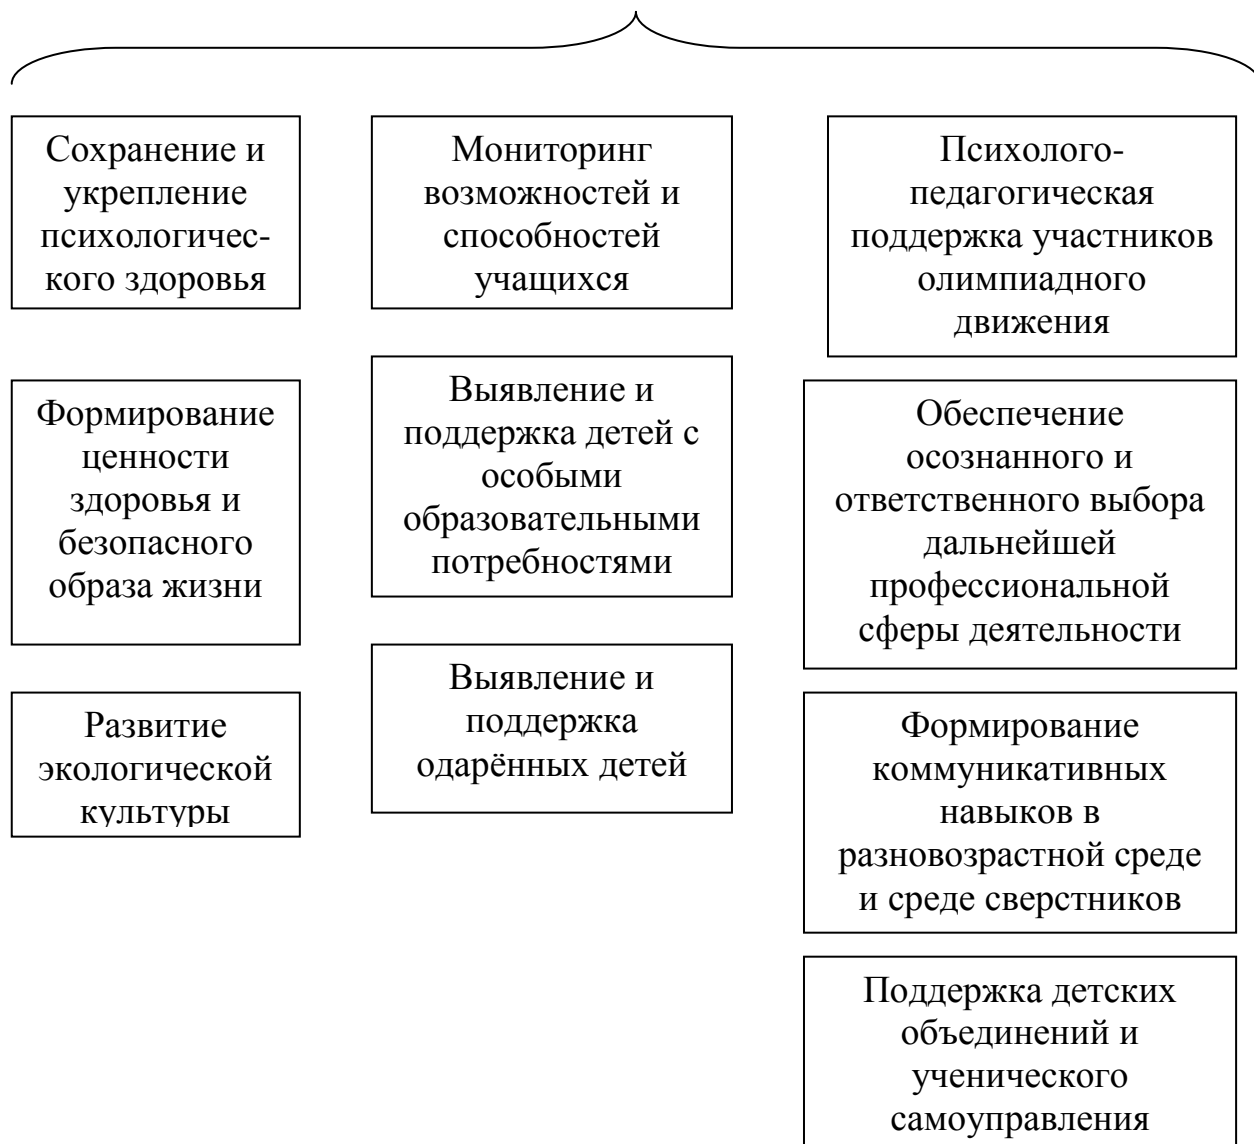 Сохранение и
укрепление
психологичес-
кого здоровья
Формирование
ценности
здоровья и
безопасного
образа жизни
Развитие
экологической
культуры
Мониторинг
возможностей и
способностей
учащихся
Выявление и
поддержка детей с
особыми
образовательными
потребностями
Выявление и
поддержка
одарённых детей
Психолого-
педагогическая
поддержка участников
олимпиадного
движения
Обеспечение
осознанного и
ответственного выбора
дальнейшей
профессиональной
сферы деятельности
Формирование
коммуникативных
навыков в
разновозрастной среде
и среде сверстников
Поддержка детских
объединений и
ученического
самоуправления